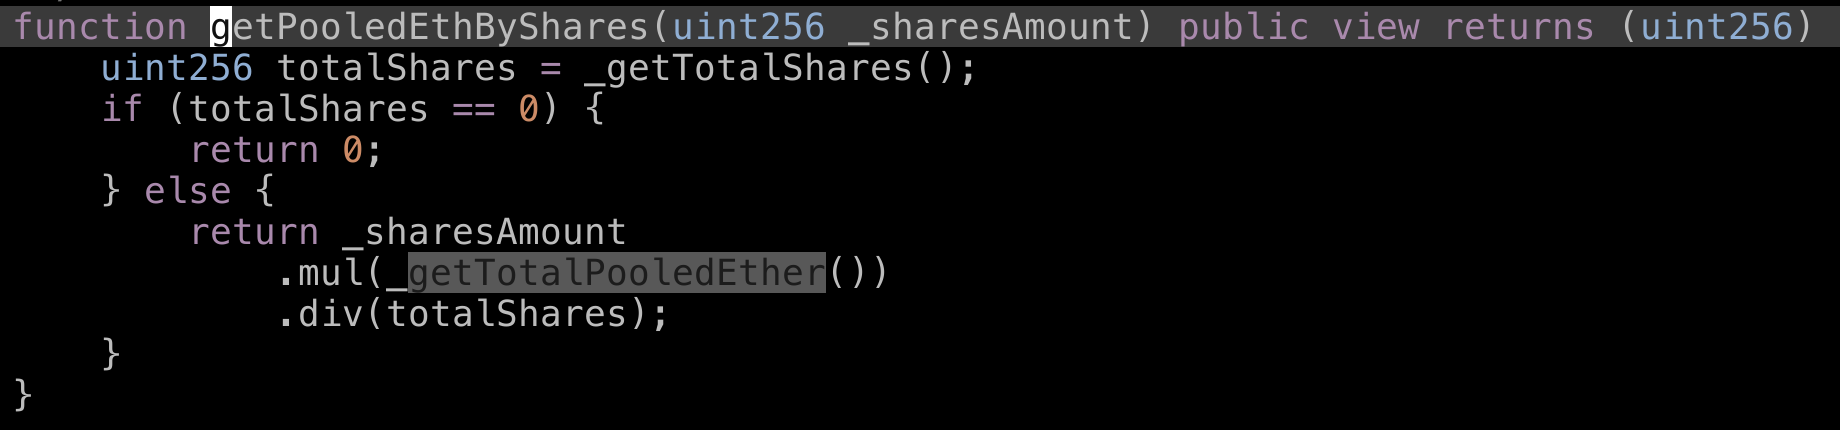 function getPooledEthByShares(uint256 _sharesAmount) public view returns (uint256)
    uint256 totalShares = _getTotalShares();
    if (totalShares == 0) {
        return 0;
    } else {
        return _sharesAmount
            .mul(_getTotalPooledEther())
            .div(totalShares);
    }
}